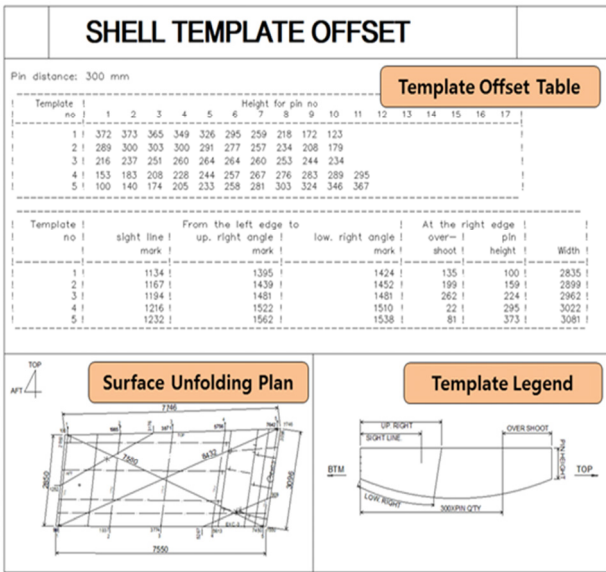 SHELL TEMPLATE OFFSET
Pin distance: 300 mm
Template Offset Table
Template no Height for pin no
1 2 3 4 5 6 7 8 9 10 11 12 13 14 15 16 17
1 372 373 365 349 326 295 259 218 172 123
2 289 300 303 300 291 277 257 234 208 179
3 216 237 251 260 264 264 260 253 244 234
4 153 183 208 228 244 257 267 276 283 289 295
5 100 140 174 205 233 258 281 303 324 346 367
Template From the left edge to At the right edge
no sight line up. right angle low. right angle over- pin
mark mark mark shoot height Width
1 1134 1395 1424 135 100 2835
2 1167 1439 1452 199 159 2899
3 1194 1481 1481 262 224 2962
4 1216 1522 1510 22 295 3022
5 1232 1562 1538 81 373 3081
TOP
AFT
Surface Unfolding Plan
7746
7580
8432
2850
3096
7550
Template Legend
UP. RIGHT
SIGHT LINE.
OVER SHOOT
PIN HEIGHT
BTM
TOP
LOW. RIGHT
300XPIN Q'TY